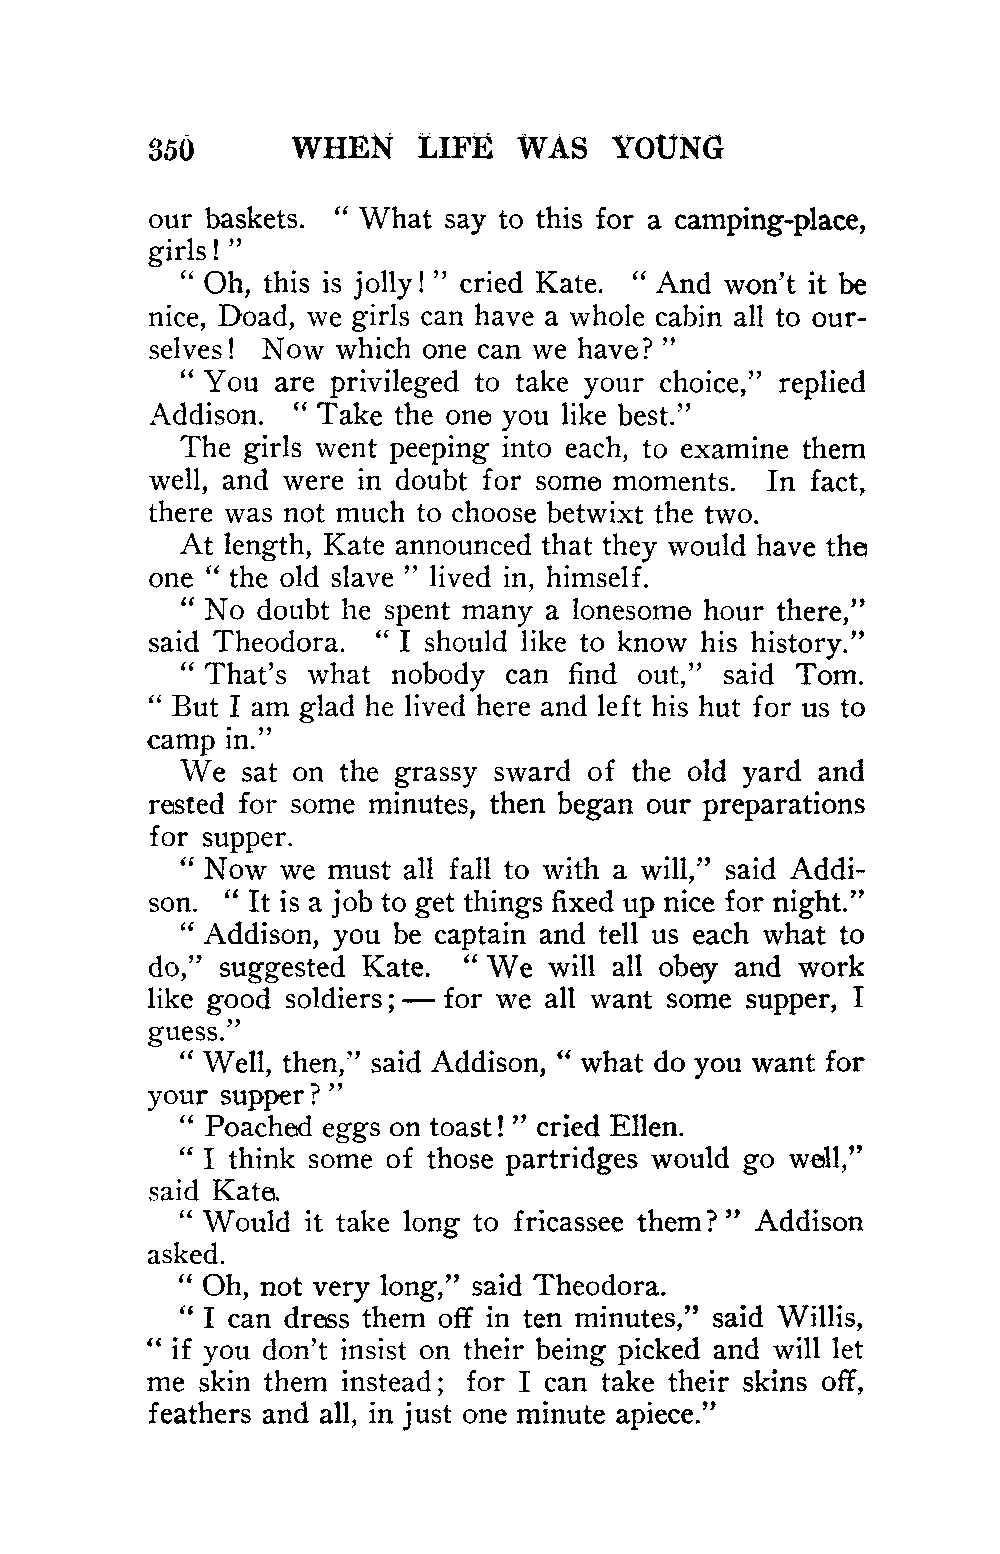 350 WHEN LIFE WAS YOUNG
our baskets. “ What say to this for a camping-place,
girls! ”
“ Oh, this is jolly! ” cried Kate. “ And won’t it be
nice, Doad, we girls can have a whole cabin all to our-
selves! Now which one can we have? ”
“ You are privileged to take your choice,” replied
Addison. “ Take the one you like best.”
The girls went peeping into each, to examine them
well, and were in doubt for some moments. In fact,
there was not much to choose betwixt the two.
At length, Kate announced that they would have the
one “ the old slave ” lived in, himself.
“ No doubt he spent many a lonesome hour there,”
said Theodora. “ I should like to know his history.”
“ That’s what nobody can find out,” said Tom.
“ But I am glad he lived here and left his hut for us to
camp in.”
We sat on the grassy sward of the old yard and
rested for some minutes, then began our preparations
for supper.
“ Now we must all fall to with a will,” said Addi-
son. “ It is a job to get things fixed up nice for night.”
“ Addison, you be captain and tell us each what to
do,” suggested Kate. “ We will all obey and work
like good soldiers; — for we all want some supper, I
guess.”
“ Well, then,” said Addison, “ what do you want for
your supper? ”
“ Poached eggs on toast! ” cried Ellen.
“ I think some of those partridges would go well,”
said Kate.
“ Would it take long to fricassee them? ” Addison
asked.
“ Oh, not very long,” said Theodora.
“ I can dress them off in ten minutes,” said Willis,
“ if you don’t insist on their being picked and will let
me skin them instead; for I can take their skins off,
feathers and all, in just one minute apiece.”